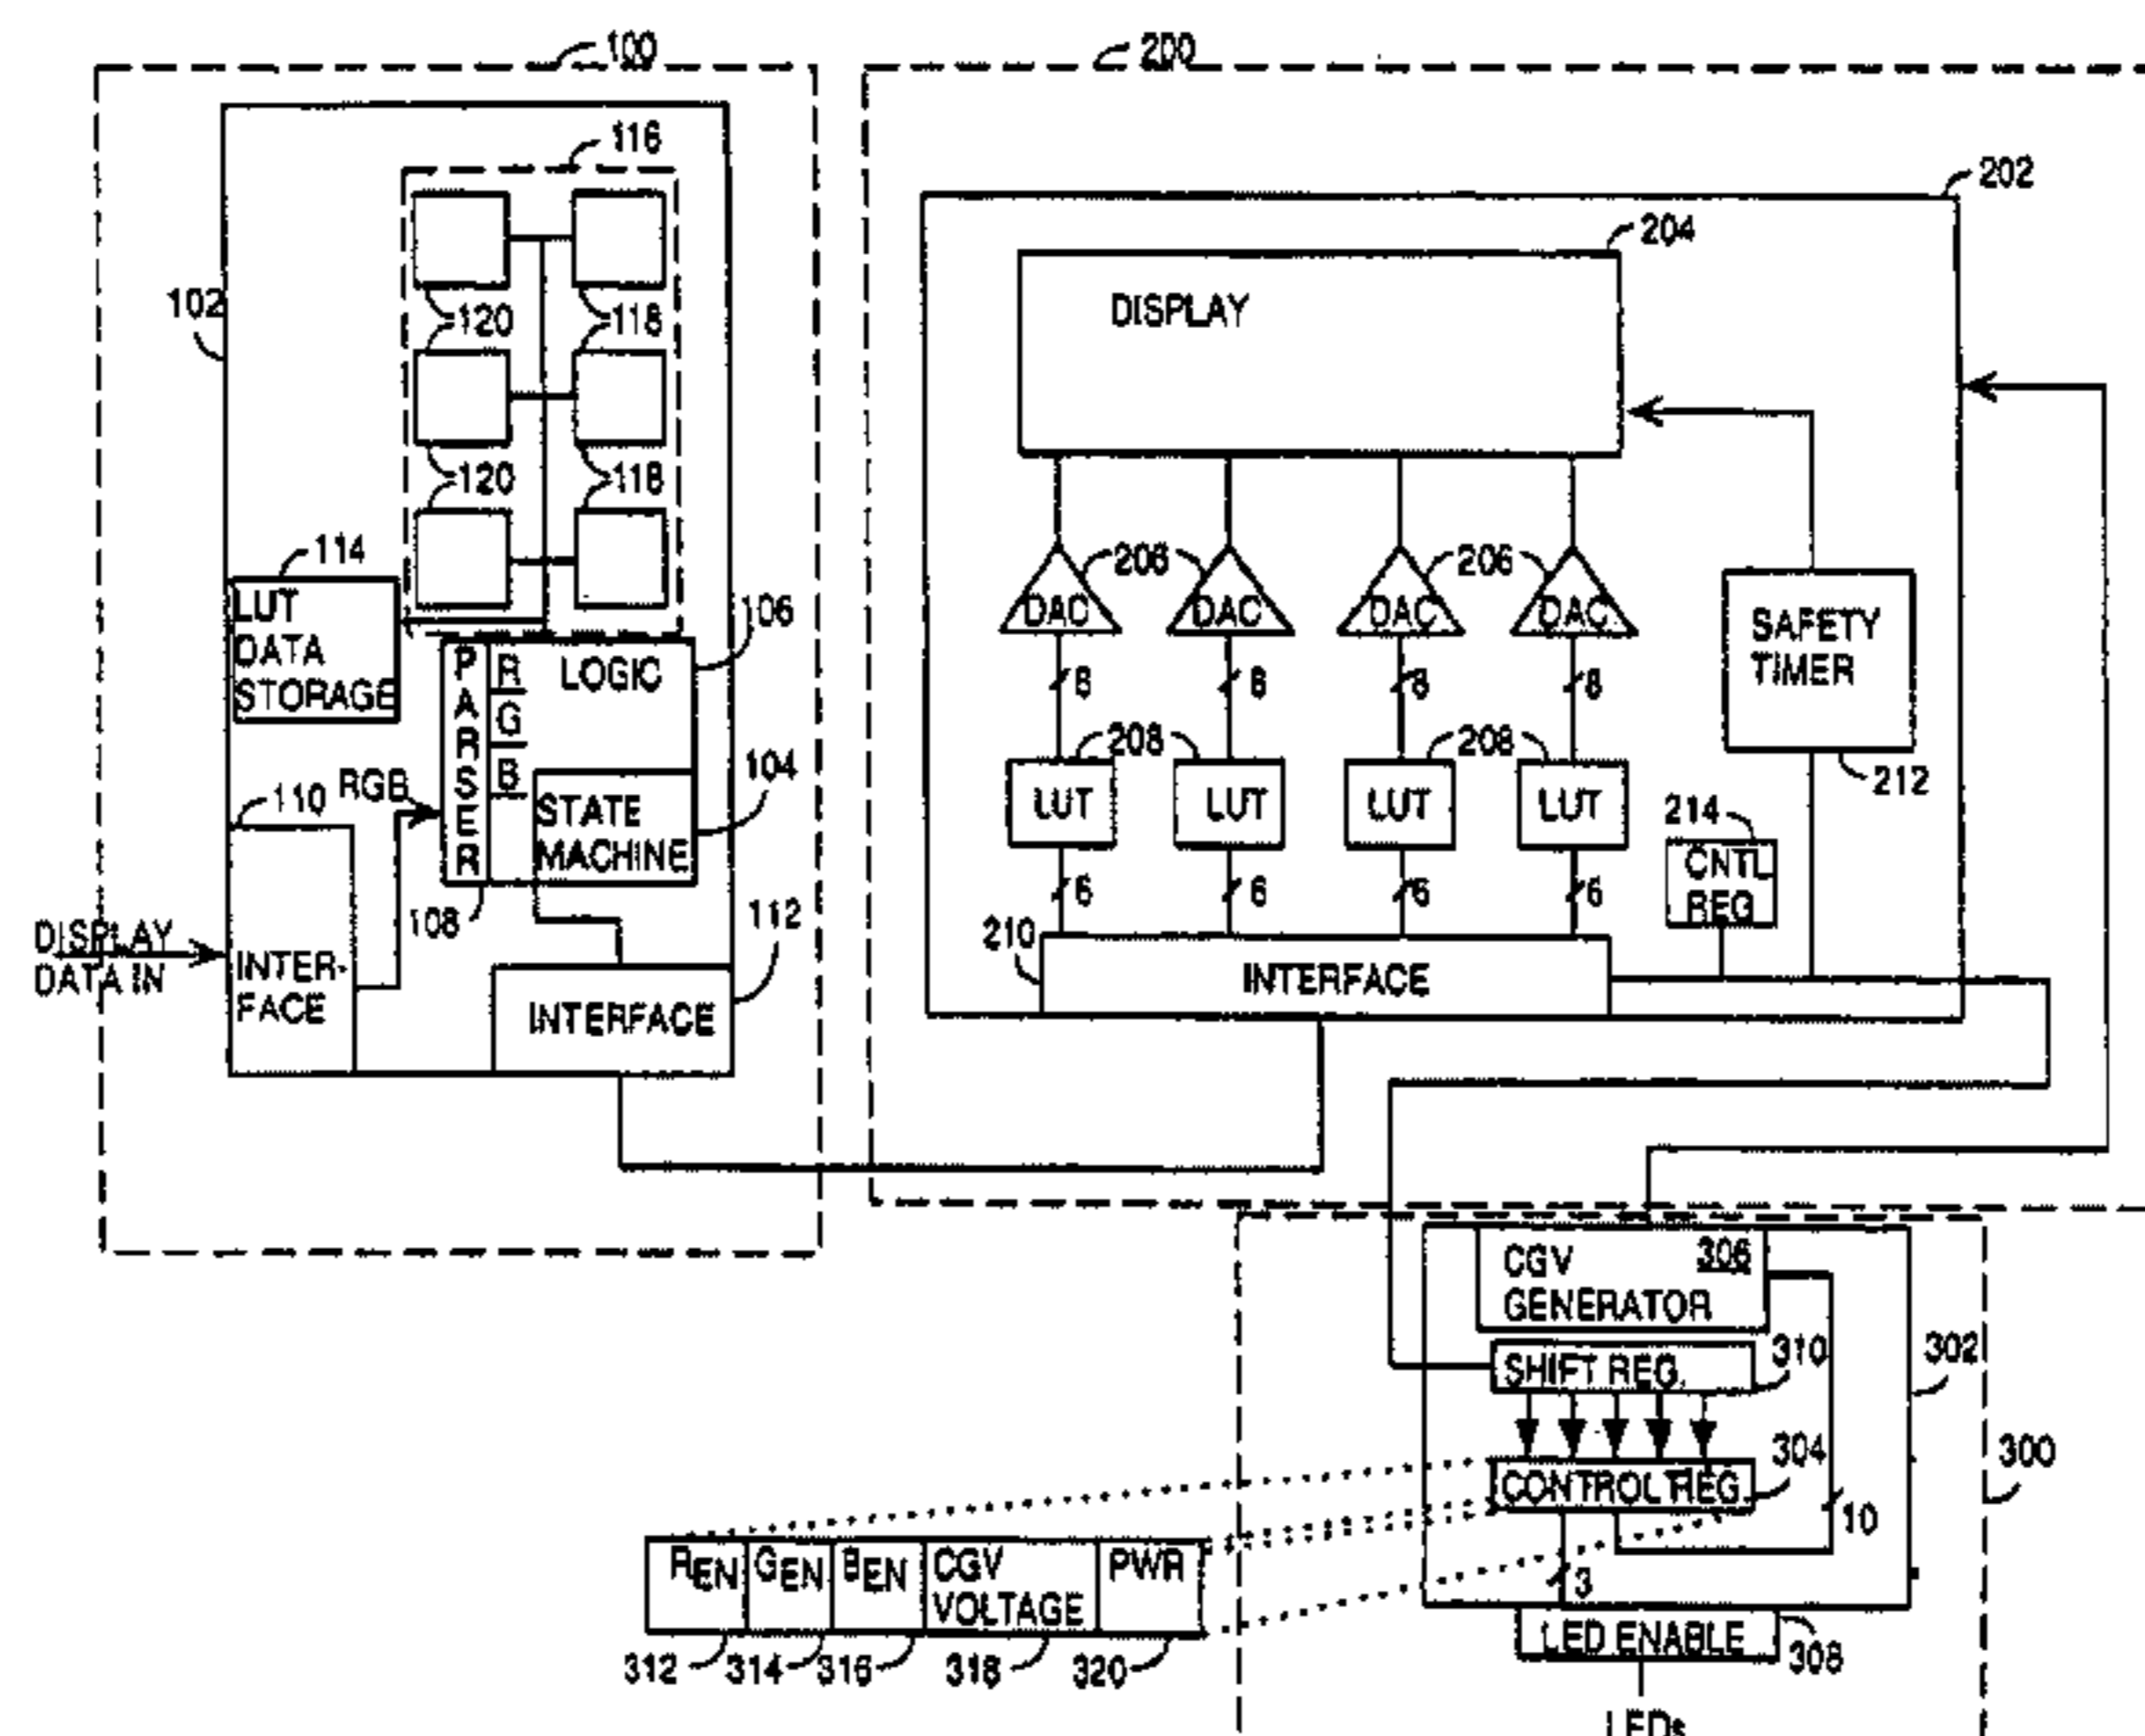 100
200
116
202
204
DISPLAY
102
120
118
120
118
114
LUT
DATA
STORAGE
106
P
A
R
S
E
R
R
G
B
LOGIC
104
STATE
MACHINE
110
RGB
108
112
DISPLAY
DATA IN
INTER-
FACE
INTERFACE
206
206
DAC
DAC
DAC
DAC
8
8
8
8
SAFETY
TIMER
208
208
LUT
LUT
LUT
LUT
212
214
CNTL
REG
6
6
6
6
210
INTERFACE
CGV
GENERATOR
306
SHIFT REG.
310
302
CONTROL REG.
304
300
10
3
REN
GEN
BEN
CGV
VOLTAGE
PWR
312
314
316
318
320
LED ENABLE
308
LEDs